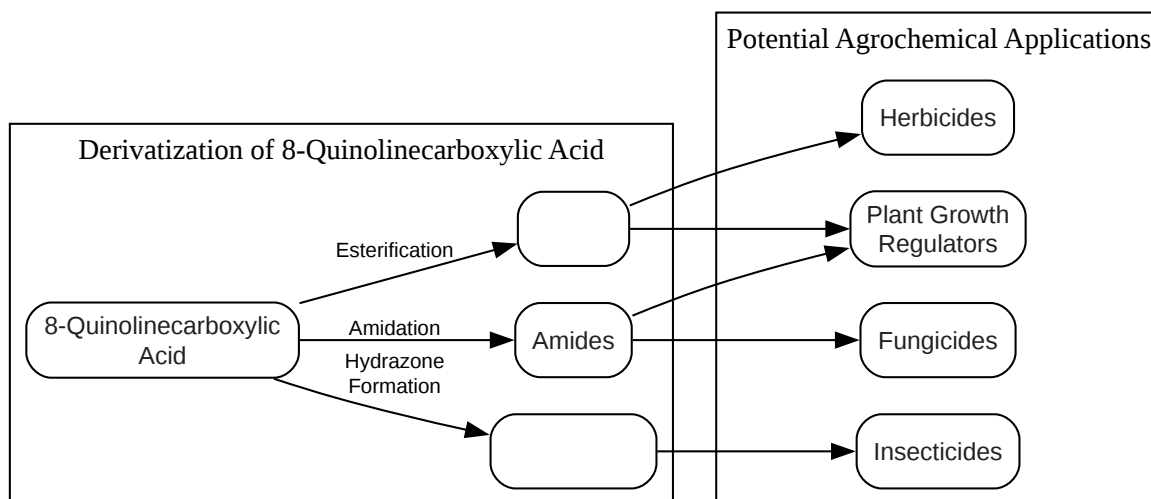 Potential Agrochemical Applications
Herbicides
Derivatization of 8-Quinolinecarboxylic Acid
Plant Growth
Regulators
Esterification
8-Quinolinecarboxylic
Acid
Amidation
Amides
Fungicides
Hydrazone
Formation
Insecticides